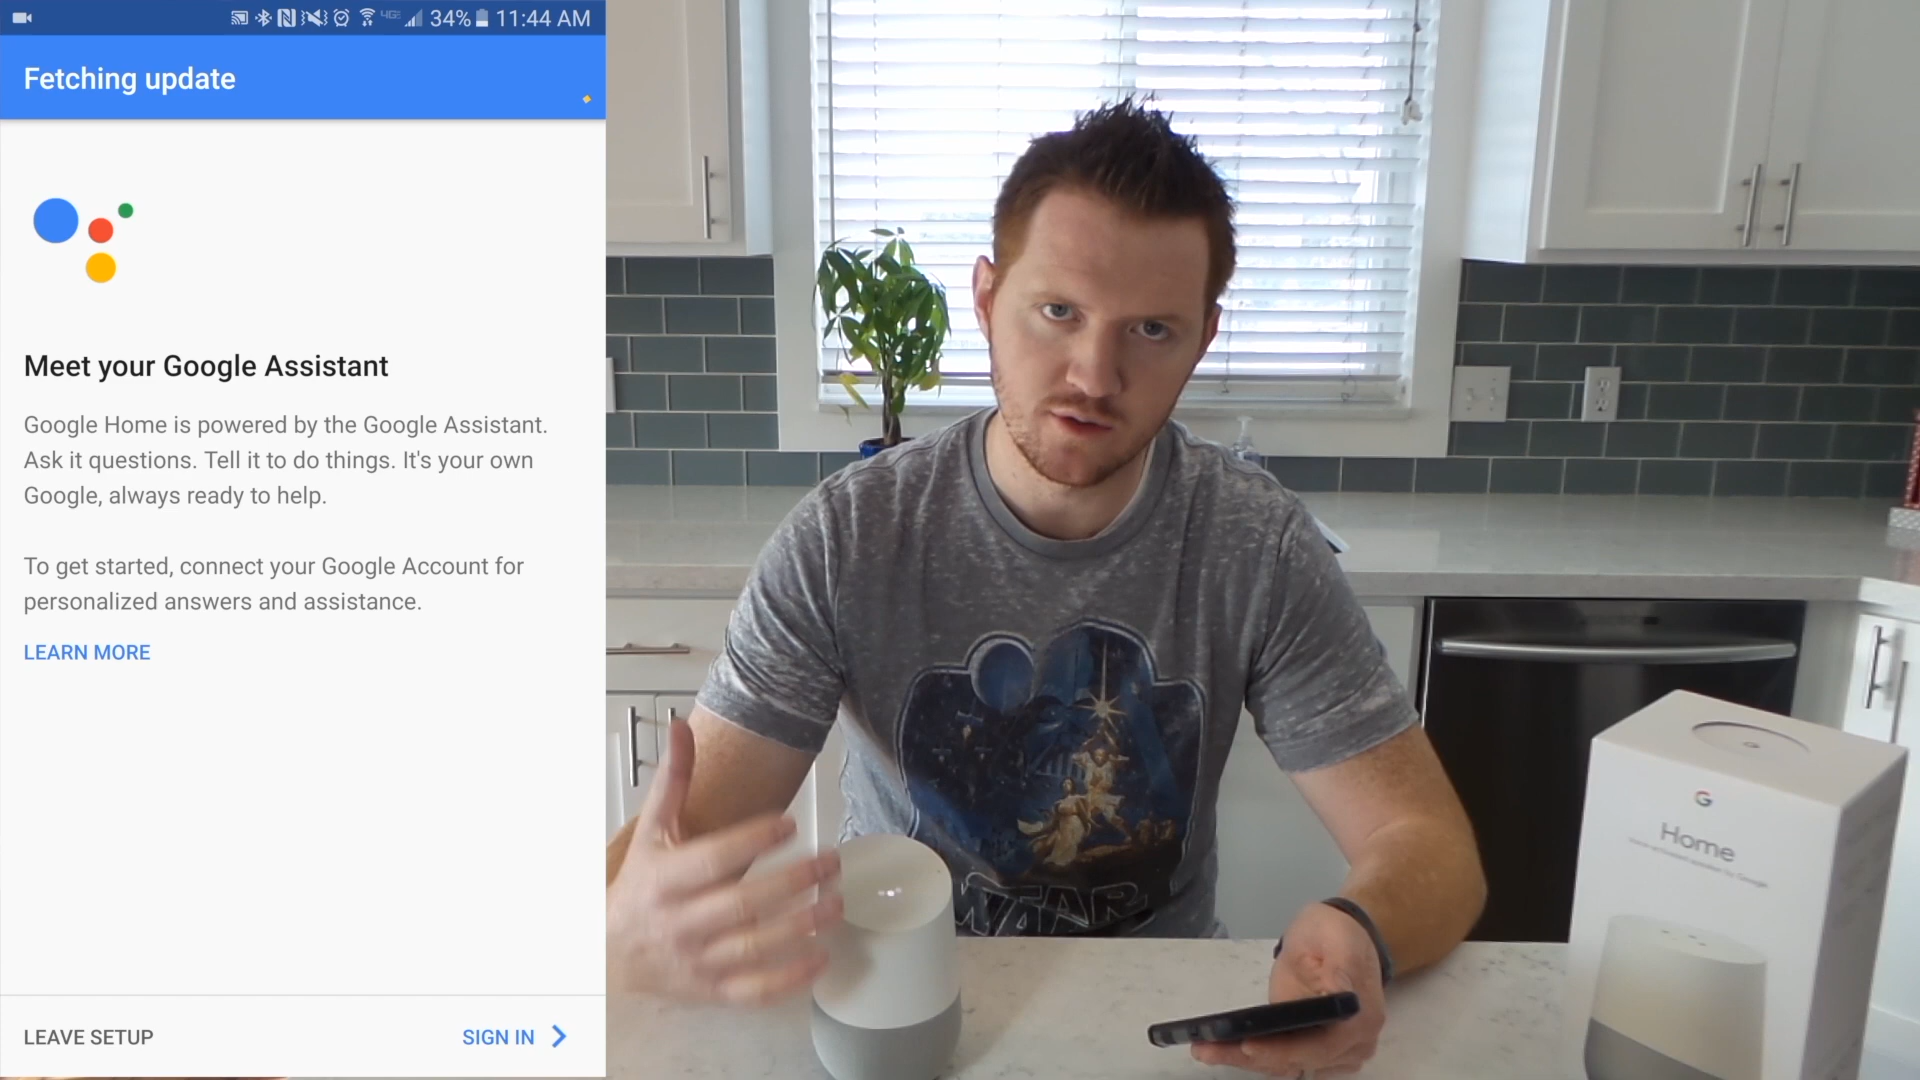 34% 11:44 AM
Fetching update
Meet your Google Assistant
Google Home is powered by the Google Assistant.
Ask it questions. Tell it to do things. It's your own
Google, always ready to help.
To get started, connect your Google Account for
personalized answers and assistance.
LEARN MORE
LEAVE SETUP
SIGN IN
STAR
G
Home